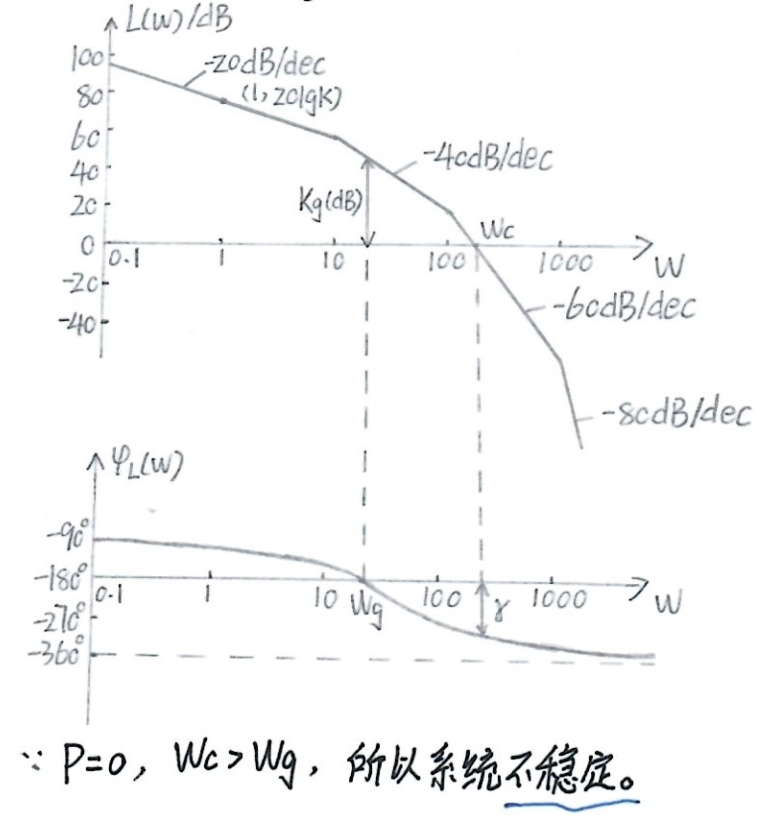 L(w)/dB
100
-20dB/dec
80
(1, 20lgK)
60
-40dB/dec
40
Kg(dB)
20
Wc
0
0.1 1 10 100 1000 W
-20
-60dB/dec
-40
-80dB/dec
φL(w)
-90°
-180°
0.1 1 10 Wg 100 γ 1000 W
-270°
-360°
∵ P=0, Wc>Wg, 所以系统不稳定。